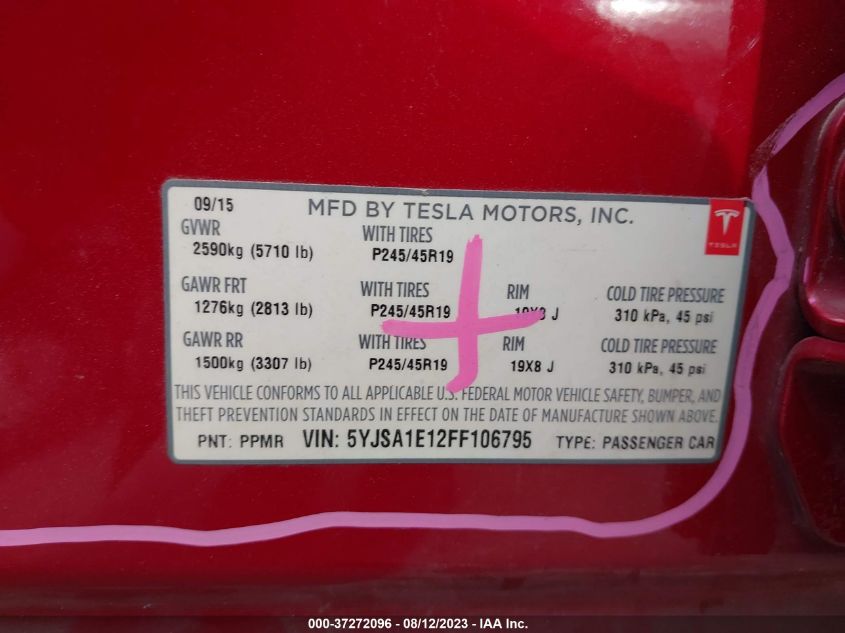 09/15 MFD BY TESLA MOTORS, INC.
GVWR WITH TIRES
2590kg (5710 lb) P245/45R19
TESLA
GAWR FRT WITH TIRES RIM COLD TIRE PRESSURE
1276kg (2813 lb) P245/45R19 19X8 J 310 kPa, 45 psi
GAWR RR WITH TIRES RIM COLD TIRE PRESSURE
1500kg (3307 lb) P245/45R19 19X8 J 310 kPa, 45 psi
THIS VEHICLE CONFORMS TO ALL APPLICABLE U.S. FEDERAL MOTOR VEHICLE SAFETY, BUMPER, AND
THEFT PREVENTION STANDARDS IN EFFECT ON THE DATE OF MANUFACTURE SHOWN ABOVE.
PNT: PPMR VIN: 5YJSA1E12FF106795 TYPE: PASSENGER CAR
000-37272096 - 08/12/2023 - IAA Inc.